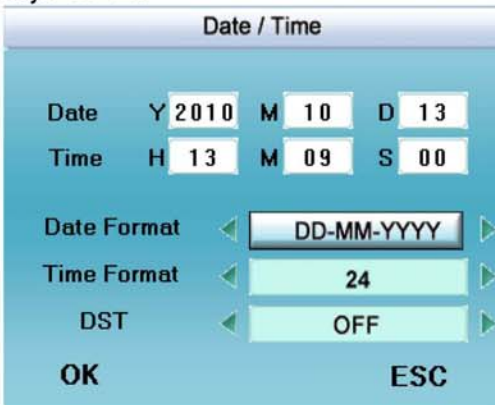 Date / Time
Date Y 2010 M 10 D 13
Time H 13 M 09 S 00
Date Format DD-MM-YYYY
Time Format 24
DST OFF
OK ESC